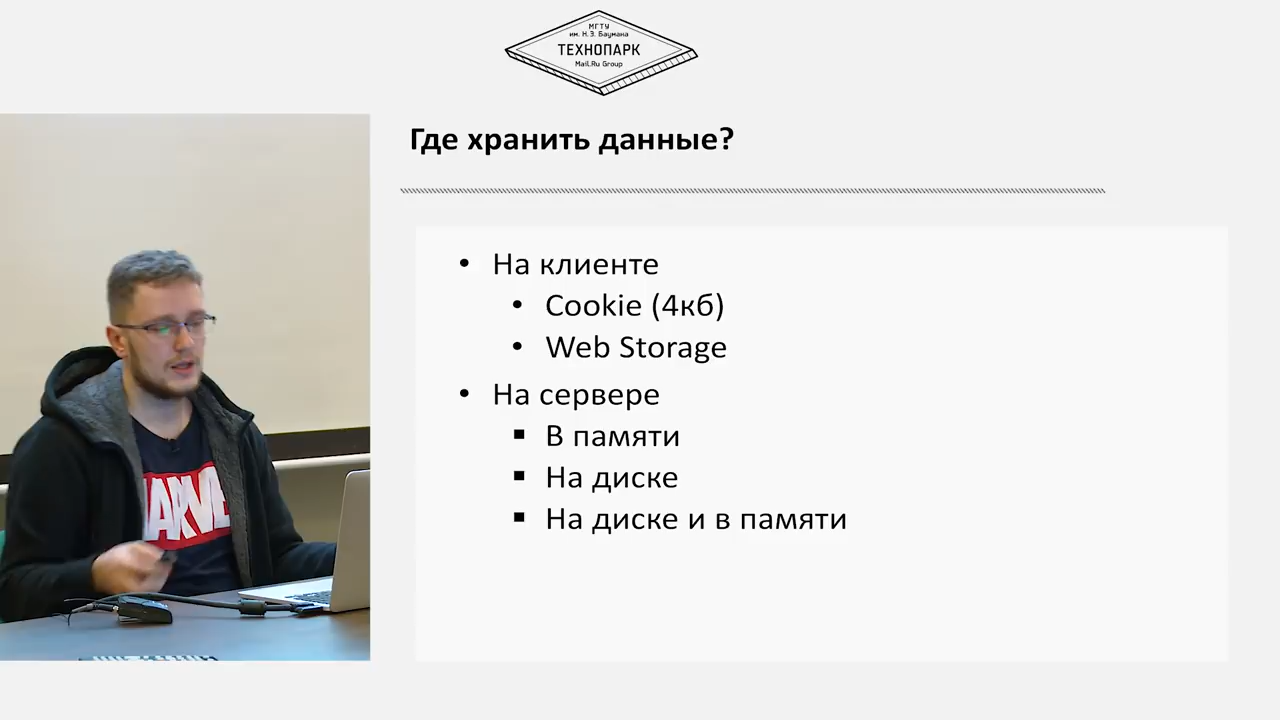 МГТУ
им. Н.Э. Баумана
ТЕХНОПАРК
Mail.Ru Group
Где хранить данные?
• На клиенте
• Cookie (4кб)
• Web Storage
• На сервере
▪ В памяти
▪ На диске
▪ На диске и в памяти
MARVEL